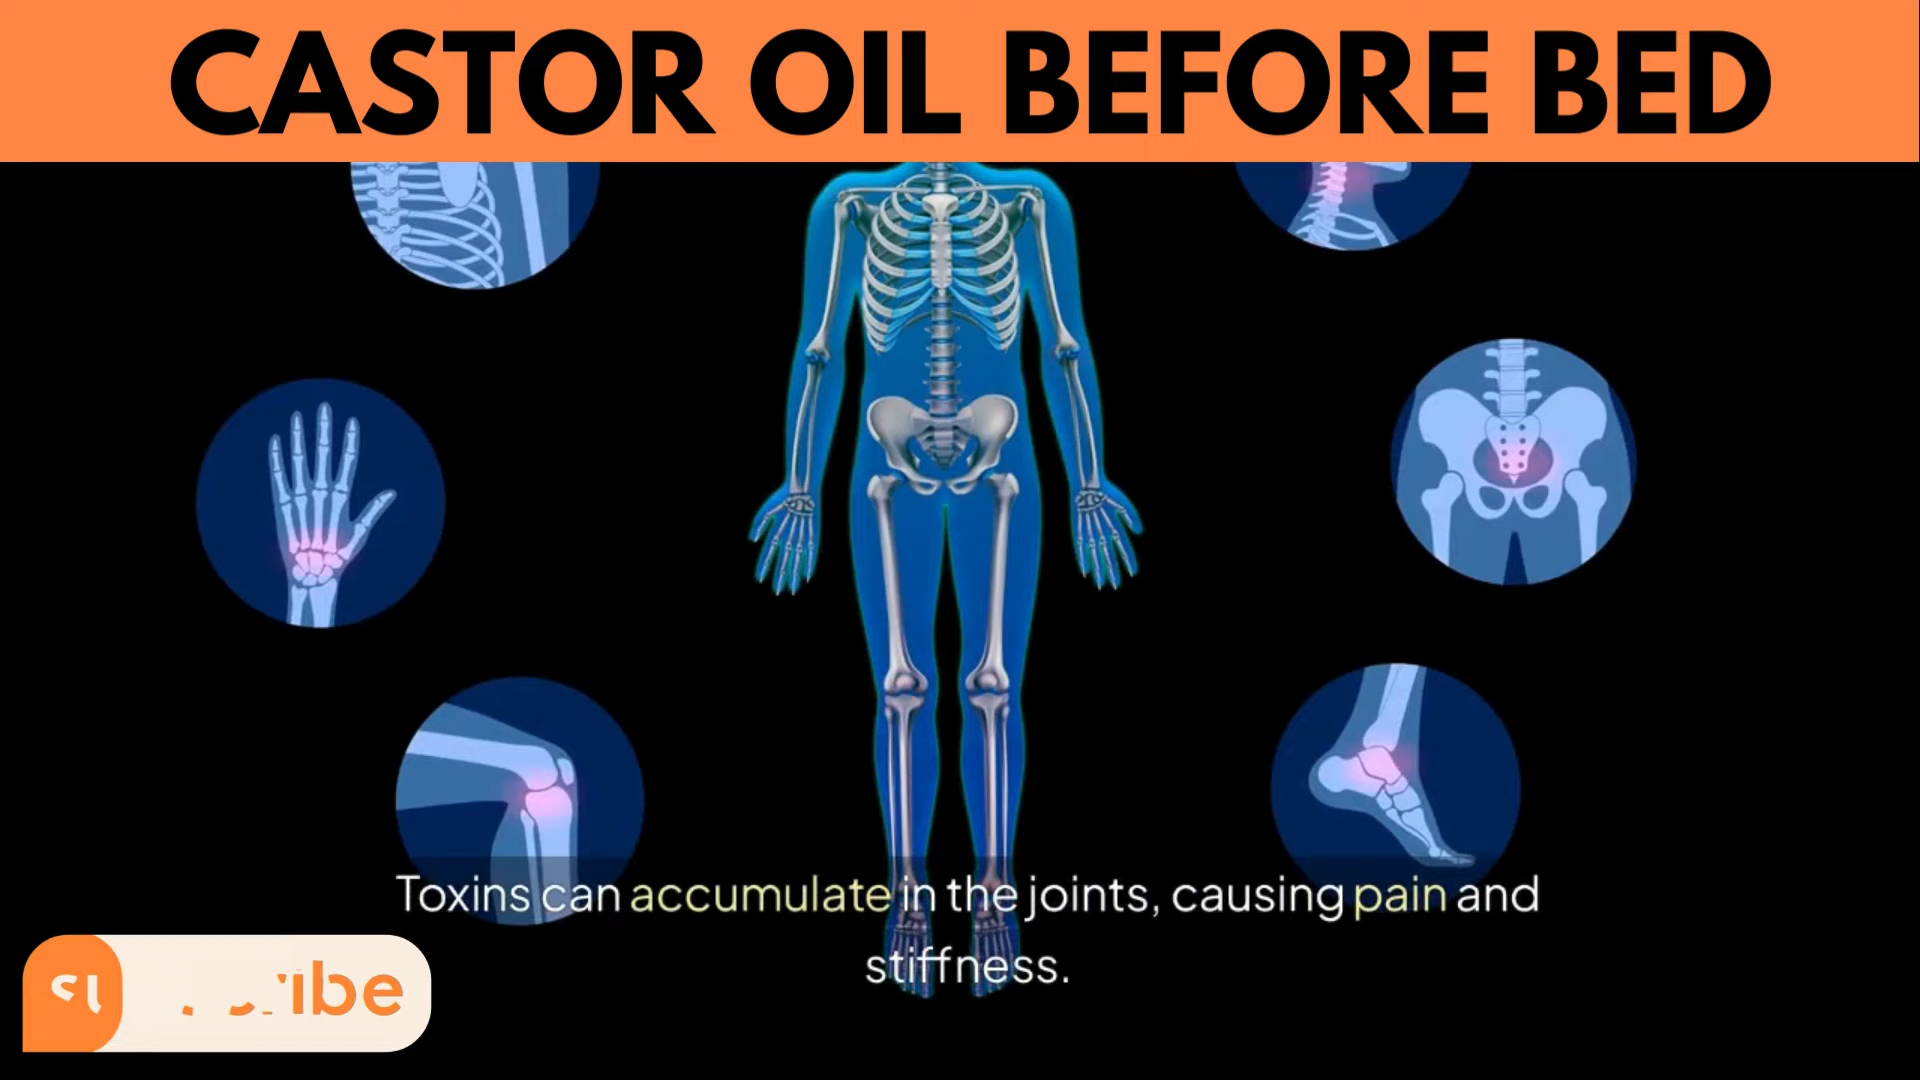 CASTOR OIL BEFORE BED
Toxins can accumulate in the joints, causing pain and
stiffness.